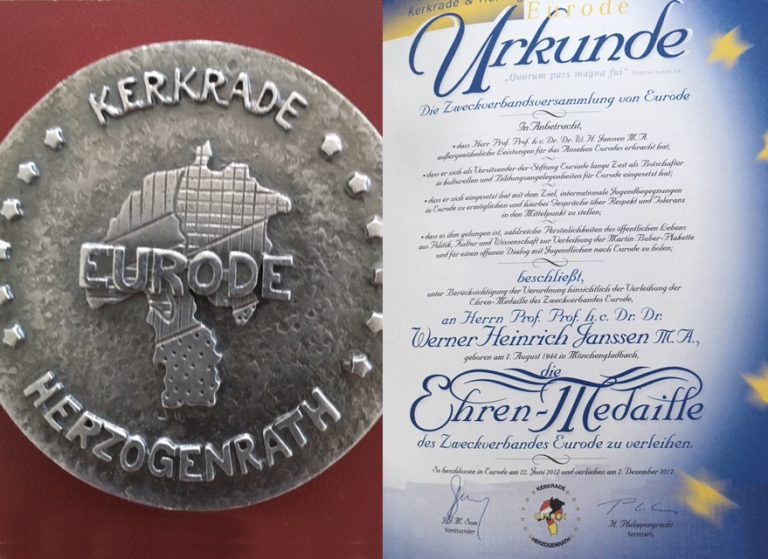 KERKRADE
EURODE
HERZOGENRATH
Kerkrade &
Eurode
Urkunde
„Quorum pars magna fui“
Die Zweckverbandsversammlung von Eurode
In Anbetracht,
• dass Herr Prof. Prof. h.c. Dr. Dr. W. H. Janssen M.A.
außergewöhnliche Leistungen für das Ansehen Eurodes erbracht hat;
• dass er sich als Vorsitzender der Stiftung Euriade lange Zeit als Botschafter
in kulturellen und Bildungsangelegenheiten für Eurode eingesetzt hat;
• dass er sich eingesetzt hat mit dem Ziel, internationale Jugendbegegnungen
in Eurode zu ermöglichen und hierbei Gespräche über Respekt und Toleranz
in den Mittelpunkt zu stellen;
• dass es ihm gelungen ist, zahlreiche Persönlichkeiten des öffentlichen Lebens
aus Politik, Kultur und Wissenschaft zur Verleihung der Martin Buber-Plakette
und für einen offenen Dialog mit Jugendlichen nach Eurode zu holen;
beschließt,
unter Berücksichtigung der Verordnung hinsichtlich der Verleihung der
Ehren-Medaille des Zweckverbandes Eurode,
an Herrn Prof. Prof. h.c. Dr. Dr.
Werner Heinrich Janssen M.A.,
geboren am 7. August 1944 in Mönchengladbach,
die
Ehren-Medaille
des Zweckverbandes Eurode zu verleihen.
So beschlossen in Eurode am 22. Juni 2012 und verliehen am 7. Dezember 2012.
KERKRADE
HERZOGENRATH
Som
Vorsitzender
H. Philippengracht
Secretaris